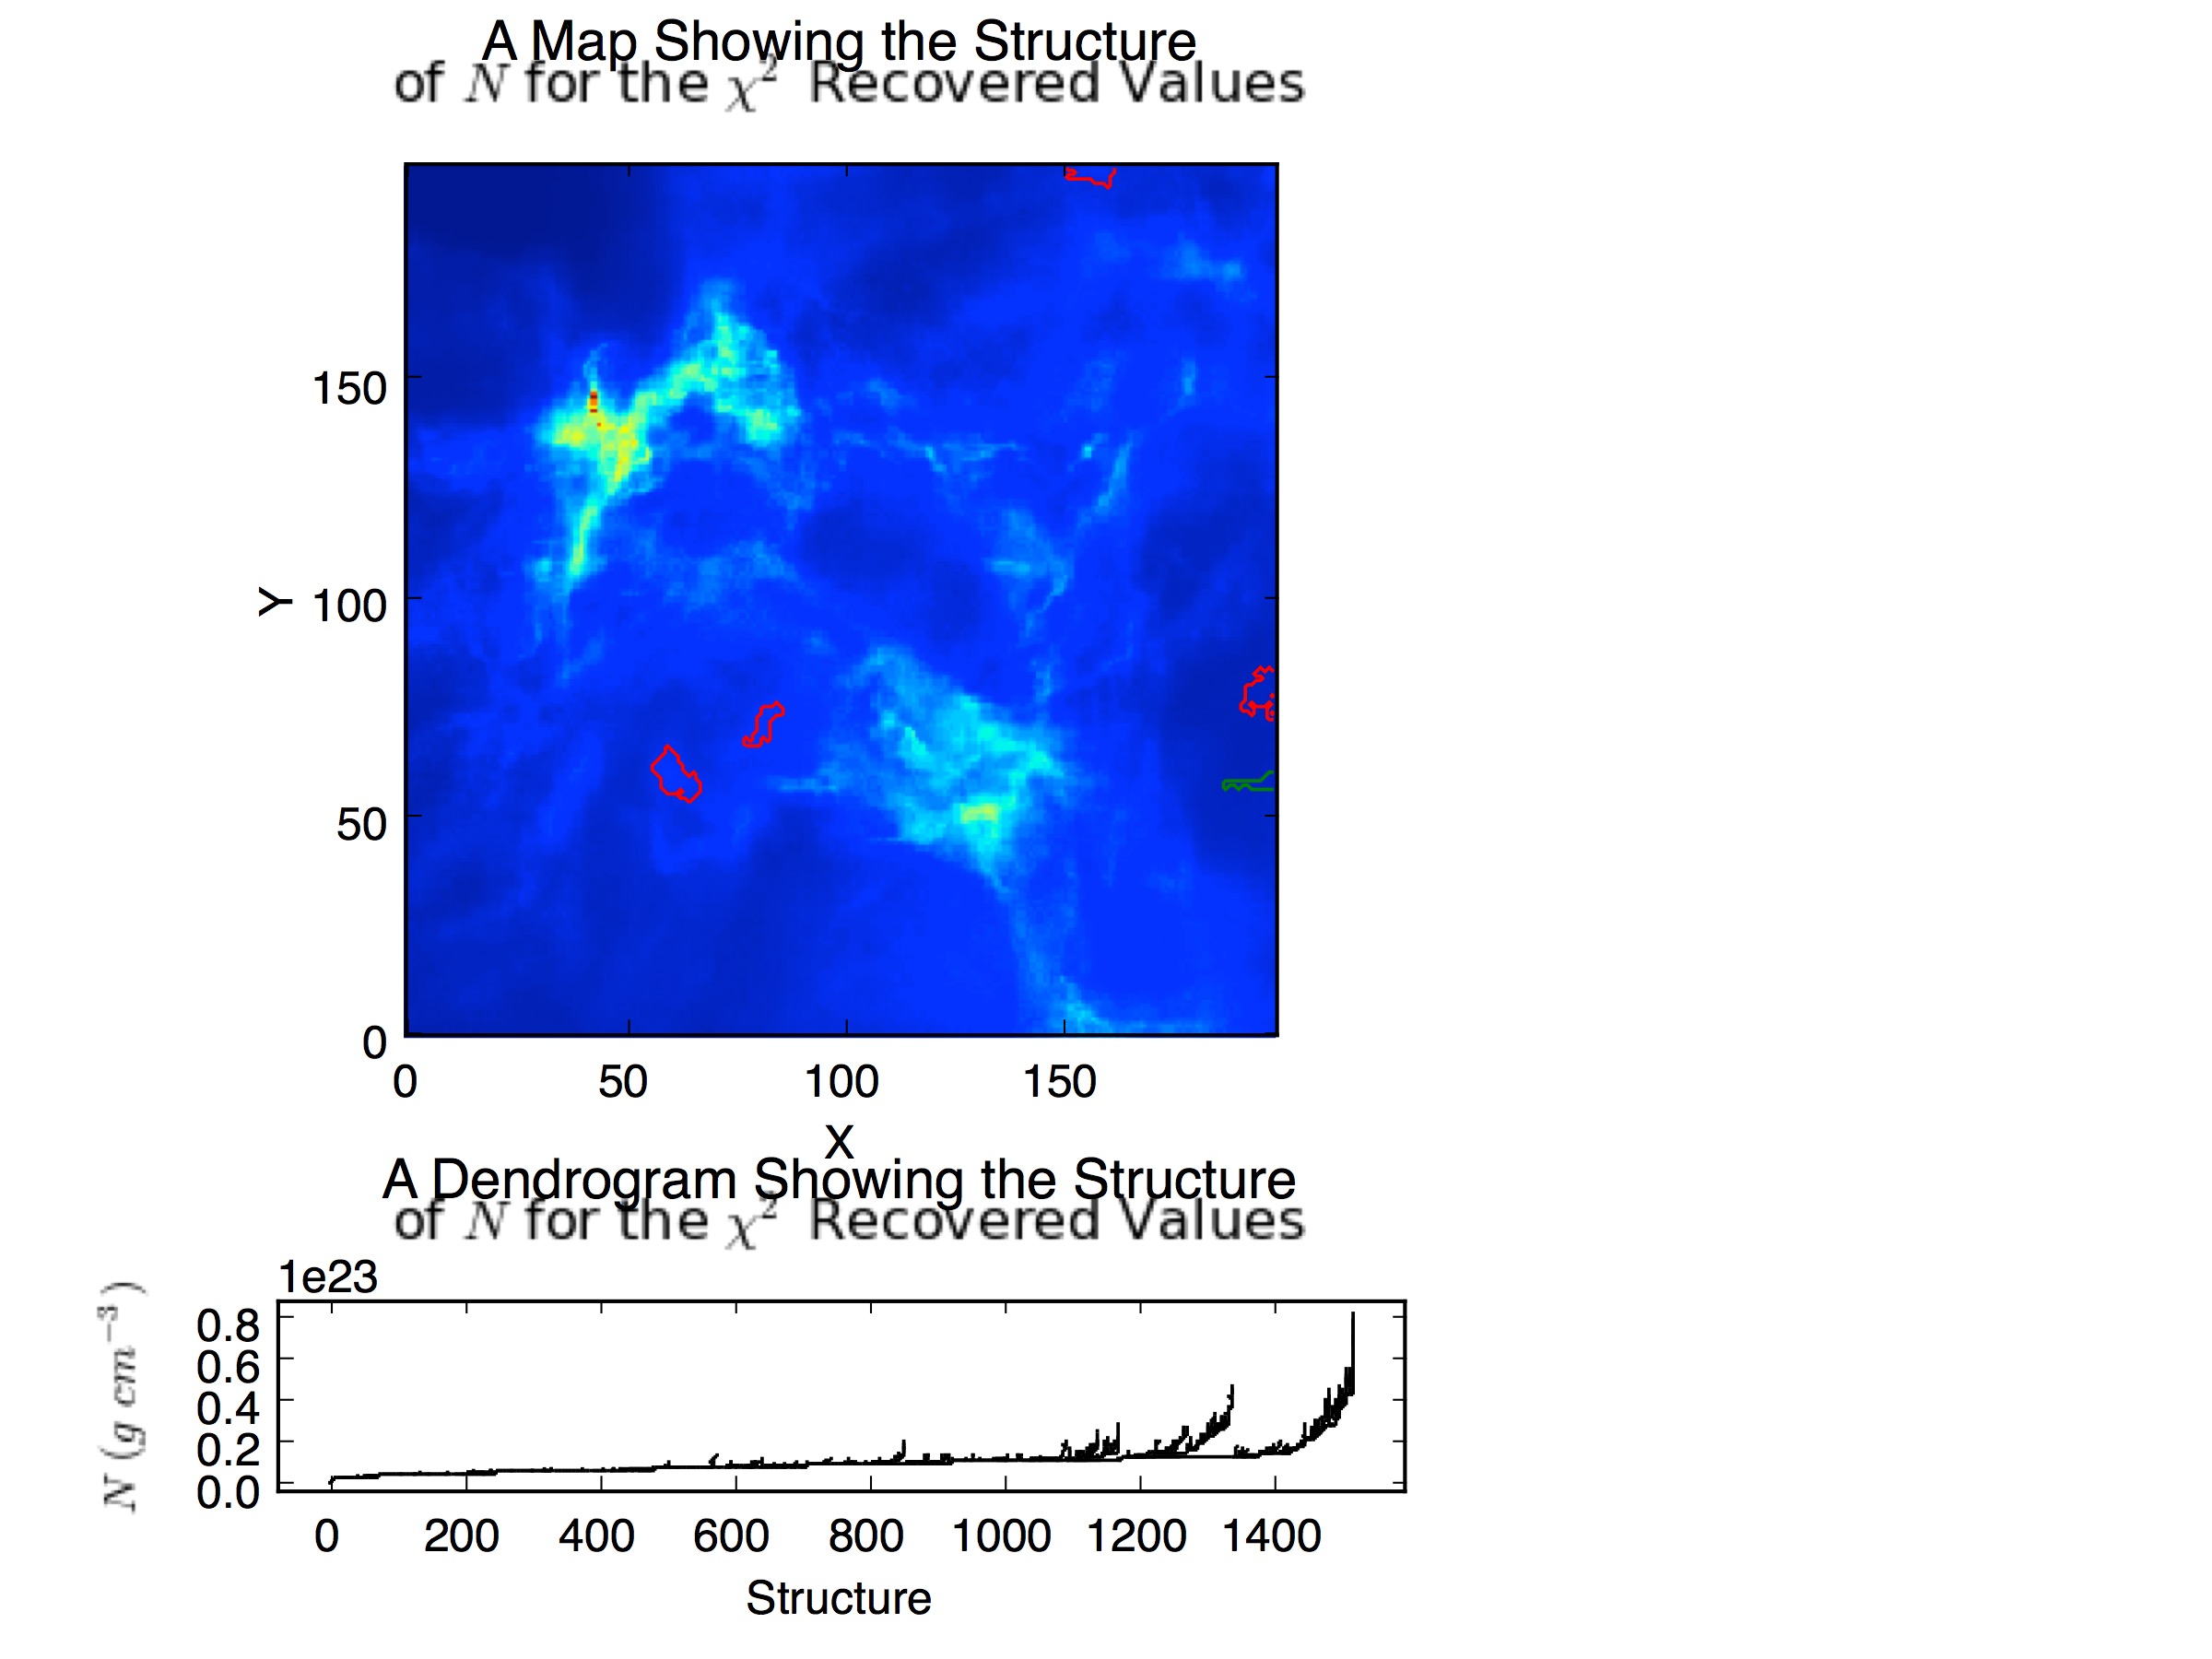 A Map Showing the Structure
of N for the χ² Recovered Values
Y
150
100
50
0
0 50 100 150
X
A Dendrogram Showing the Structure
of N for the χ² Recovered Values
1e23
N (g cm⁻³)
0.8
0.6
0.4
0.2
0.0
0 200 400 600 800 1000 1200 1400
Structure